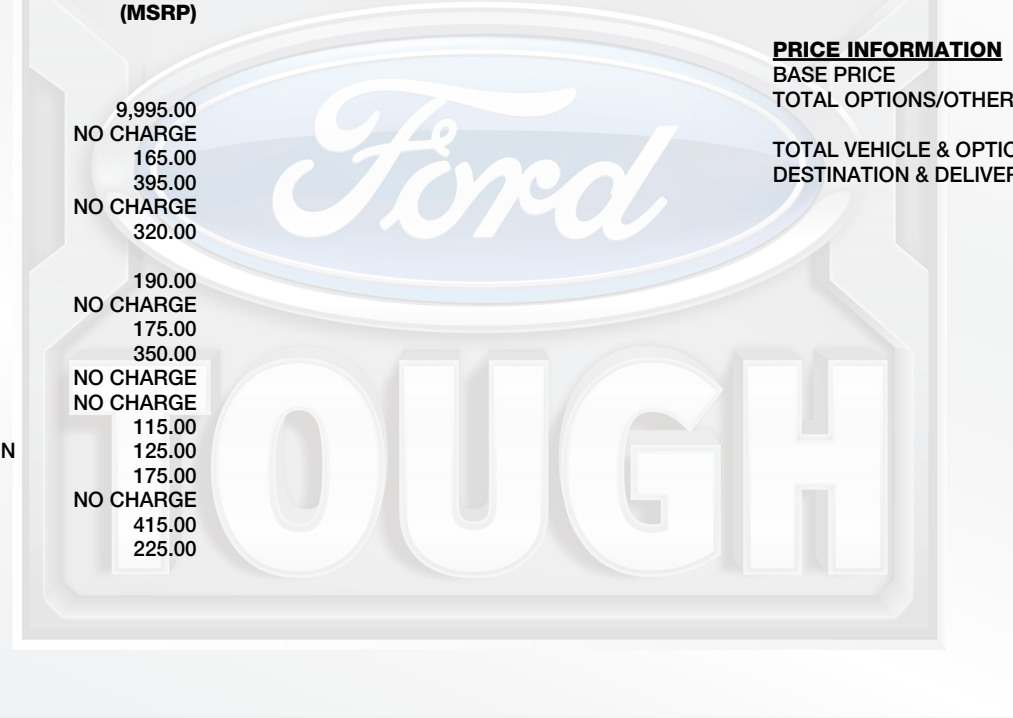 (MSRP)
9,995.00
NO CHARGE
165.00
395.00
NO CHARGE
320.00
190.00
NO CHARGE
175.00
350.00
NO CHARGE
NO CHARGE
115.00
N 125.00
175.00
NO CHARGE
415.00
225.00
PRICE INFORMATION
BASE PRICE
TOTAL OPTIONS/OTHER
TOTAL VEHICLE & OPTIO
DESTINATION & DELIVER
Ford
TOUGH